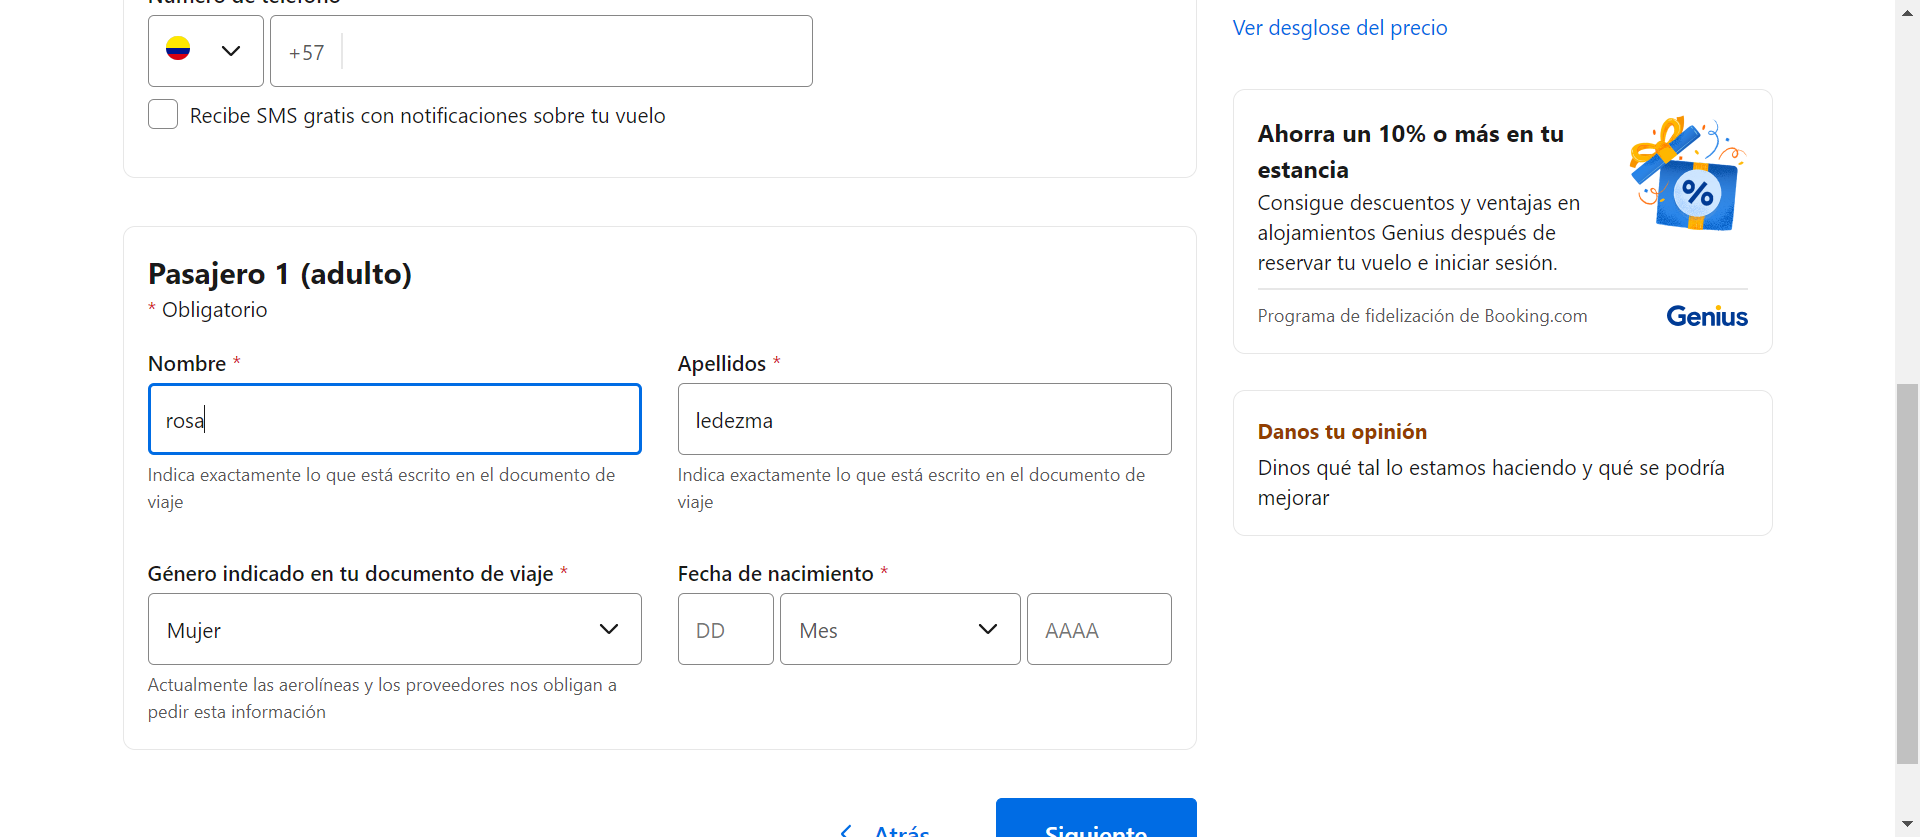 Número de teléfono
+57
Recibe SMS gratis con notificaciones sobre tu vuelo
Pasajero 1 (adulto)
* Obligatorio
Nombre *
Apellidos *
rosa
ledezma
Indica exactamente lo que está escrito en el documento de
viaje
Indica exactamente lo que está escrito en el documento de
viaje
Género indicado en tu documento de viaje *
Fecha de nacimiento *
Mujer
DD
Mes
AAAA
Actualmente las aerolíneas y los proveedores nos obligan a
pedir esta información
Atrás
Siguiente
Ver desglose del precio
Ahorra un 10% o más en tu
estancia
Consigue descuentos y ventajas en
alojamientos Genius después de
reservar tu vuelo e iniciar sesión.
%
Programa de fidelización de Booking.com
Genius
Danos tu opinión
Dinos qué tal lo estamos haciendo y qué se podría
mejorar